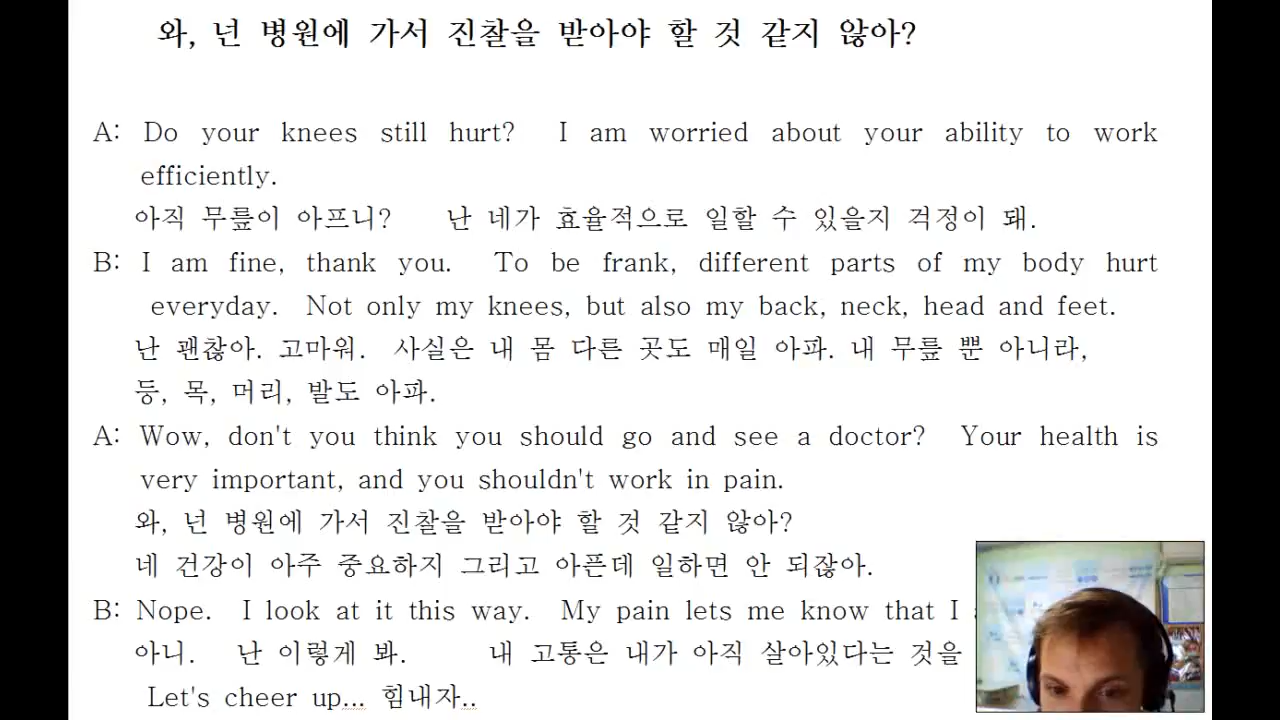 와, 넌 병원에 가서 진찰을 받아야 할 것 같지 않아?
A: Do your knees still hurt? I am worried about your ability to work
efficiently.
아직 무릎이 아프니? 난 네가 효율적으로 일할 수 있을지 걱정이 돼.
B: I am fine, thank you. To be frank, different parts of my body hurt
everyday. Not only my knees, but also my back, neck, head and feet.
난 괜찮아. 고마워. 사실은 내 몸 다른 곳도 매일 아파. 내 무릎 뿐 아니라,
등, 목, 머리, 발도 아파.
A: Wow, don't you think you should go and see a doctor? Your health is
very important, and you shouldn't work in pain.
와, 넌 병원에 가서 진찰을 받아야 할 것 같지 않아?
네 건강이 아주 중요하지 그리고 아픈데 일하면 안 되잖아.
B: Nope. I look at it this way. My pain lets me know that I
아니. 난 이렇게 봐. 내 고통은 내가 아직 살아있다는 것을
Let's cheer up... 힘내자..